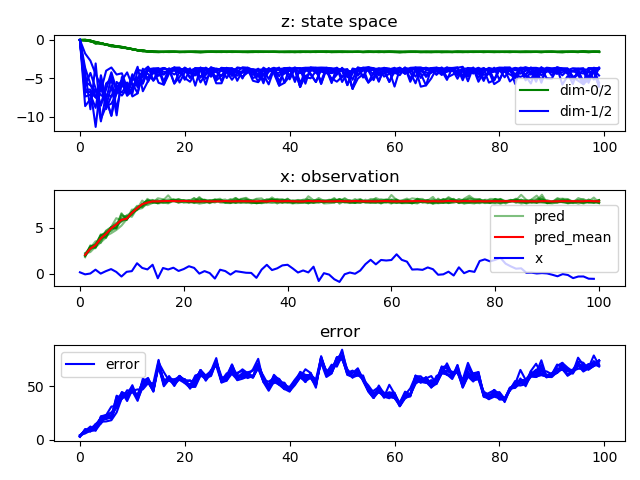 z: state space
0
−5
−10
dim-0/2
dim-1/2
0 20 40 60 80 100
x: observation
5
0
pred
pred_mean
x
0 20 40 60 80 100
error
50
0
error
0 20 40 60 80 100